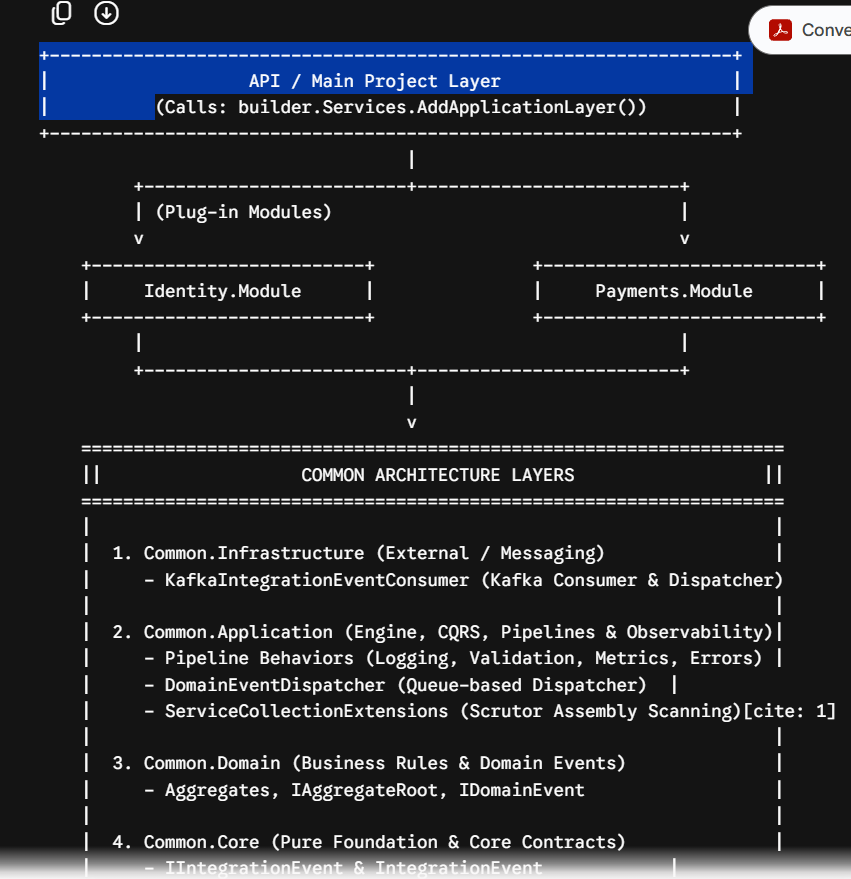 Conve
+-----------------------------------------------------------------+
| API / Main Project Layer |
| (Calls: builder.Services.AddApplicationLayer()) |
+-----------------------------------------------------------------+
|
+-------------------------+-------------------------+
| (Plug-in Modules) |
v v
+--------------------------+ +--------------------------+
| Identity.Module | | Payments.Module |
+--------------------------+ +--------------------------+
| |
+-------------------------+-------------------------+
|
v
===================================================================
|| COMMON ARCHITECTURE LAYERS ||
===================================================================
| |
| 1. Common.Infrastructure (External / Messaging) |
| - KafkaIntegrationEventConsumer (Kafka Consumer & Dispatcher)
| |
| 2. Common.Application (Engine, CQRS, Pipelines & Observability)|
| - Pipeline Behaviors (Logging, Validation, Metrics, Errors) |
| - DomainEventDispatcher (Queue-based Dispatcher) |
| - ServiceCollectionExtensions (Scrutor Assembly Scanning)[cite: 1]
| |
| 3. Common.Domain (Business Rules & Domain Events) |
| - Aggregates, IAggregateRoot, IDomainEvent |
| |
| 4. Common.Core (Pure Foundation & Core Contracts) |
| - IIntegrationEvent & IntegrationEvent |